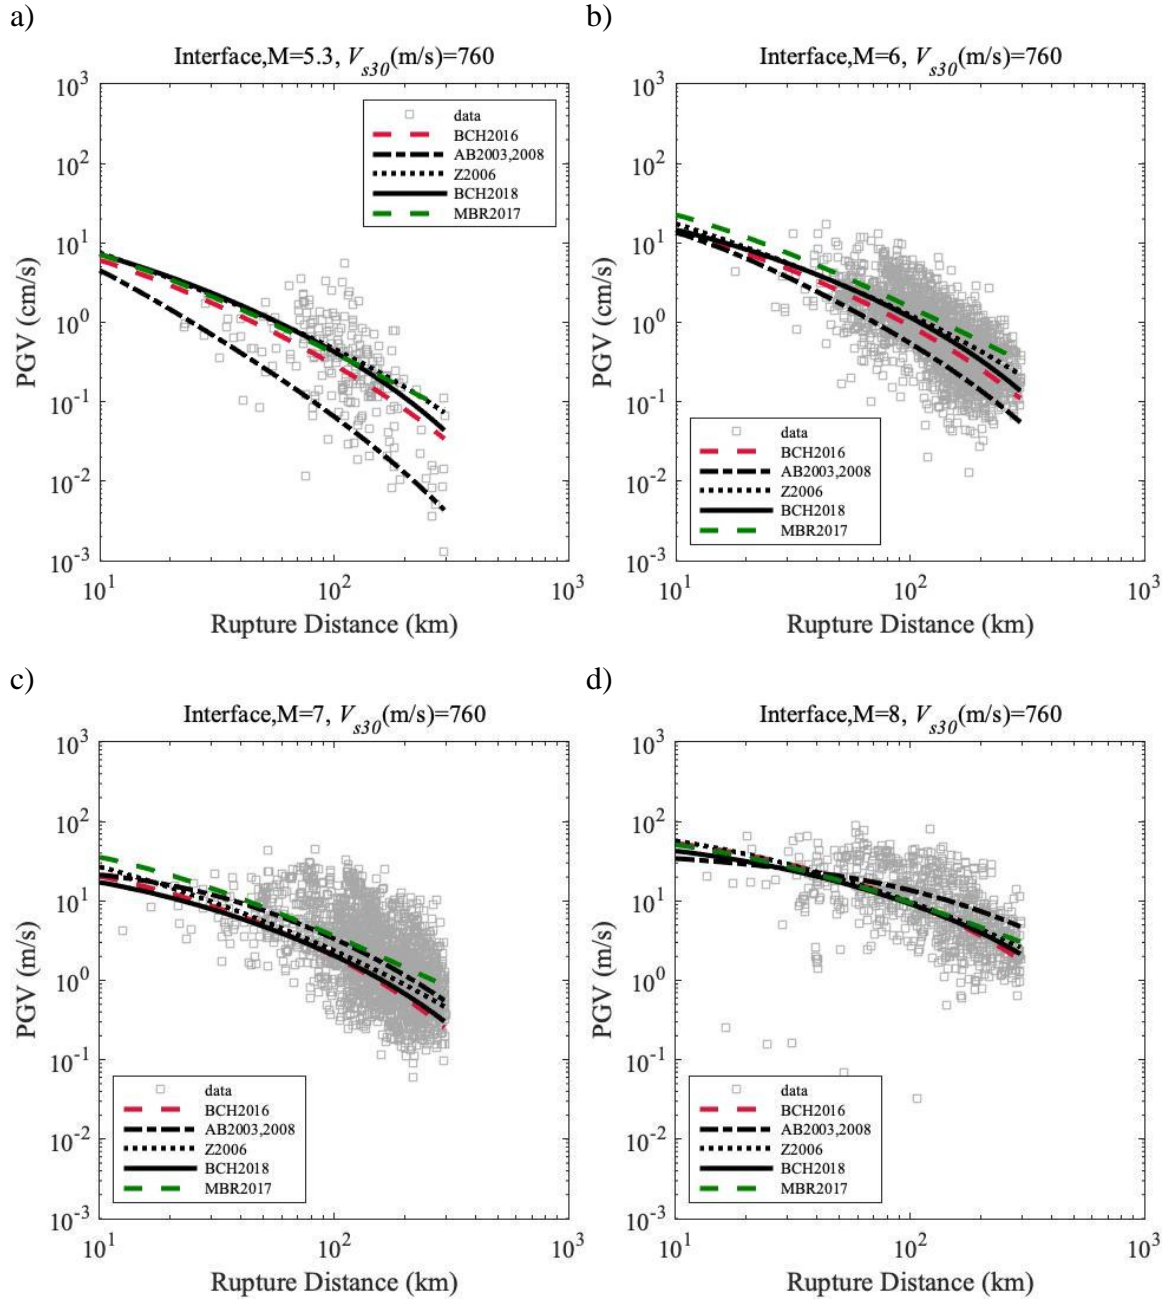 a)
Interface,M=5.3, Vs30(m/s)=760
10^3
10^2
10^1
10^0
10^-1
10^-2
10^-3
PGV (cm/s)
data
BCH2016
AB2003,2008
Z2006
BCH2018
MBR2017
10^1
10^2
10^3
Rupture Distance (km)
b)
Interface,M=6, Vs30(m/s)=760
10^3
10^2
10^1
10^0
10^-1
10^-2
10^-3
PGV (cm/s)
data
BCH2016
AB2003,2008
Z2006
BCH2018
MBR2017
10^1
10^2
10^3
Rupture Distance (km)
c)
Interface,M=7, Vs30(m/s)=760
10^3
10^2
10^1
10^0
10^-1
10^-2
10^-3
PGV (m/s)
data
BCH2016
AB2003,2008
Z2006
BCH2018
MBR2017
10^1
10^2
10^3
Rupture Distance (km)
d)
Interface,M=8, Vs30(m/s)=760
10^3
10^2
10^1
10^0
10^-1
10^-2
10^-3
PGV (m/s)
data
BCH2016
AB2003,2008
Z2006
BCH2018
MBR2017
10^1
10^2
10^3
Rupture Distance (km)